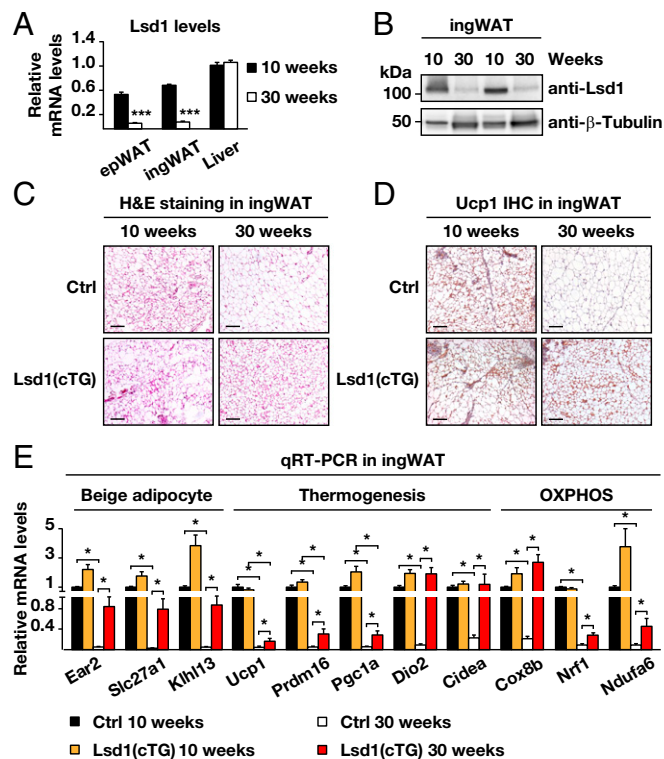 A
Lsd1 levels
Relative
mRNA levels
1.4
1.0
0.6
0.2
***
***
epWAT
ingWAT
Liver
10 weeks
30 weeks
B
ingWAT
10 30 10 30 Weeks
kDa
100
anti-Lsd1
50
anti-β-Tubulin
C
H&E staining in ingWAT
10 weeks 30 weeks
Ctrl
Lsd1(cTG)
D
Ucp1 IHC in ingWAT
10 weeks 30 weeks
Ctrl
Lsd1(cTG)
E
qRT-PCR in ingWAT
Beige adipocyte Thermogenesis OXPHOS
Relative mRNA levels
5
3
1
0.8
0.4
* * * * * * * * * * * * * * * * * * * *
Ear2
Slc27a1
Klhl13
Ucp1
Prdm16
Pgc1a
Dio2
Cidea
Cox8b
Nrf1
Ndufa6
Ctrl 10 weeks
Ctrl 30 weeks
Lsd1(cTG) 10 weeks
Lsd1(cTG) 30 weeks